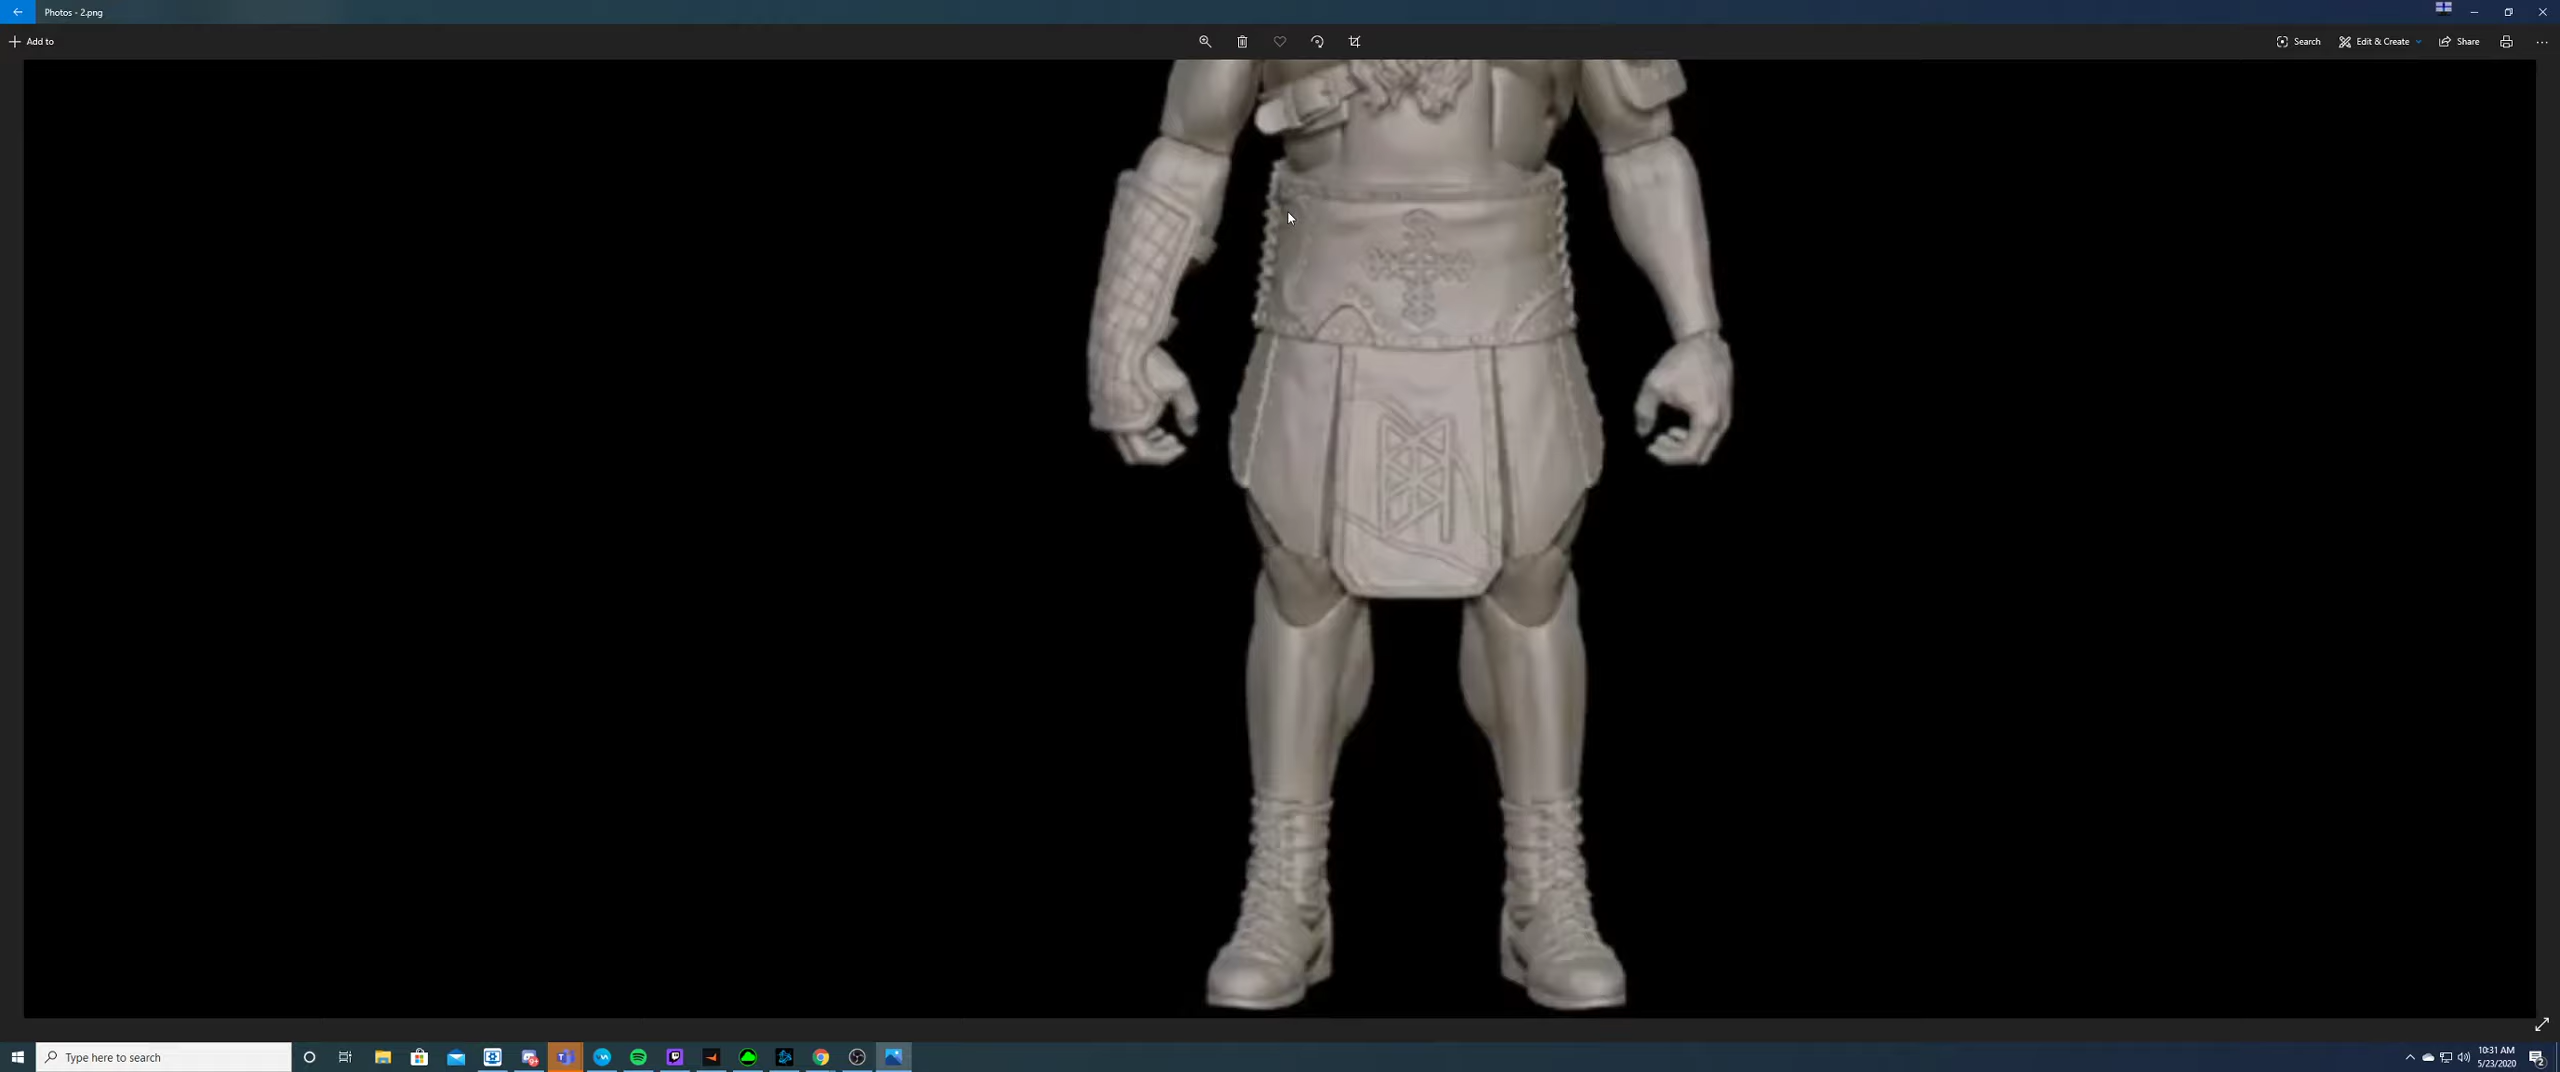 Photos - 2.png
Add to
Search
Edit & Create
Share
Type here to search
10:31 AM
5/23/2020
2